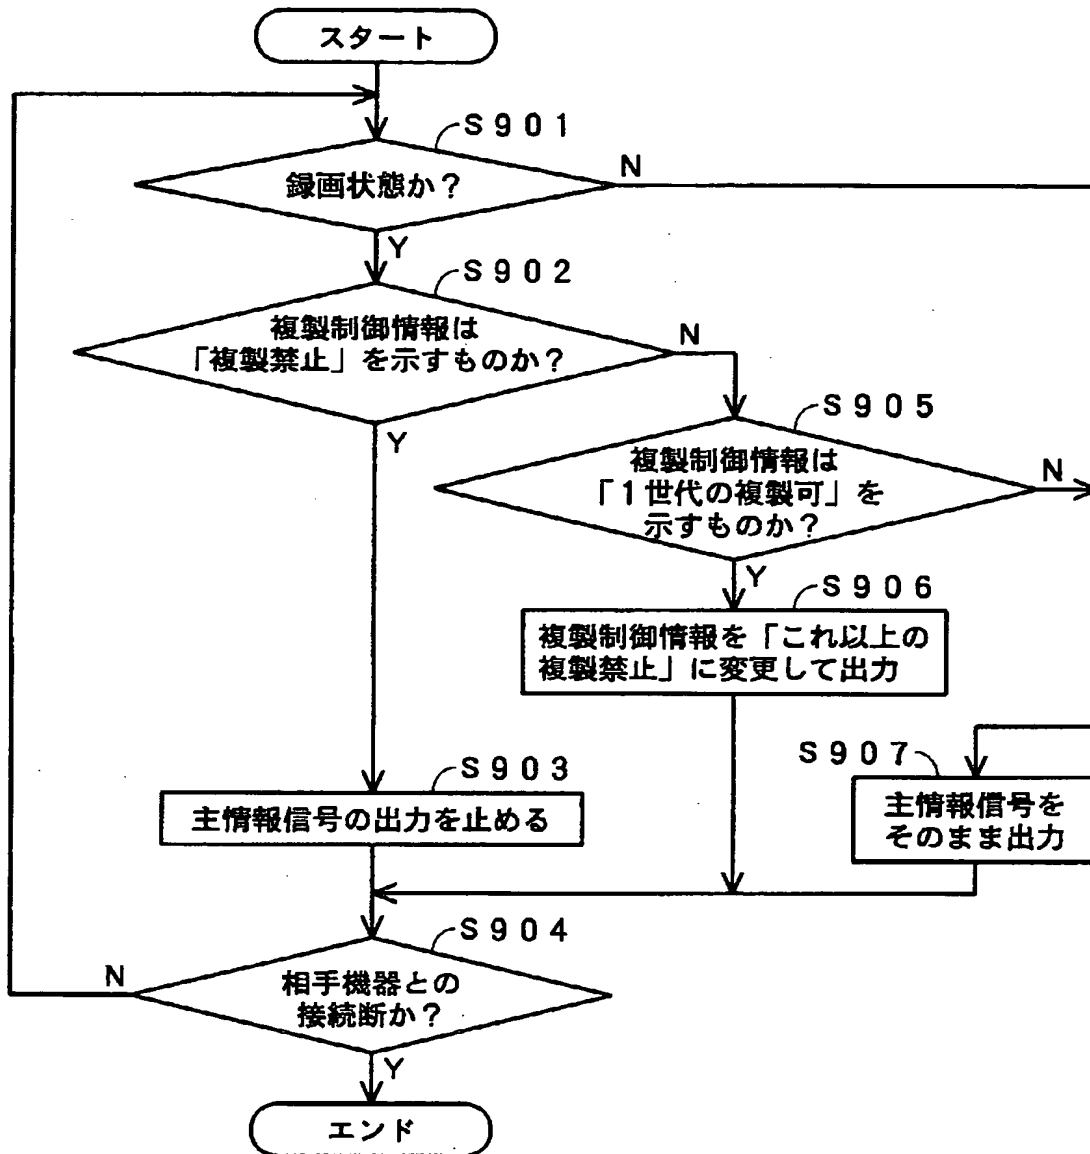 スタート
S901
録画状態か?
N
Y
S902
複製制御情報は
「複製禁止」を示すものか?
N
Y
S905
複製制御情報は
「1世代の複製可」を
示すものか?
N
Y
S906
複製制御情報を「これ以上の
複製禁止」に変更して出力
S907
主情報信号を
そのまま出力
S903
主情報信号の出力を止める
S904
相手機器との
接続断か?
N
Y
エンド